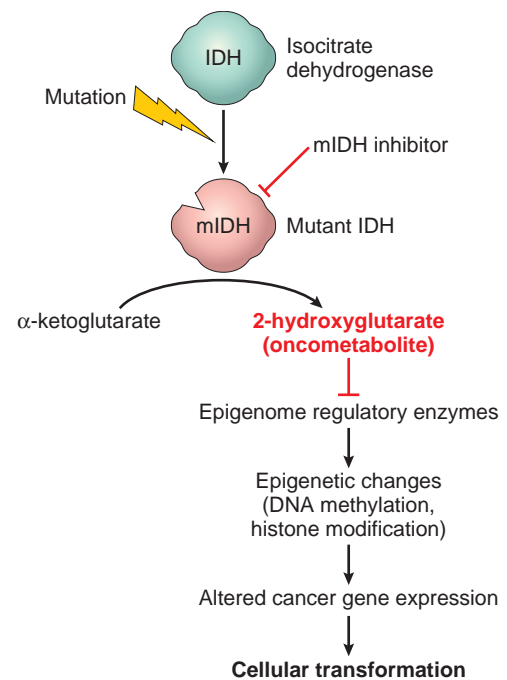 IDH
Isocitrate
dehydrogenase
Mutation
mIDH inhibitor
mIDH
Mutant IDH
α-ketoglutarate
2-hydroxyglutarate
(oncometabolite)
Epigenome regulatory enzymes
Epigenetic changes
(DNA methylation,
histone modification)
Altered cancer gene expression
Cellular transformation